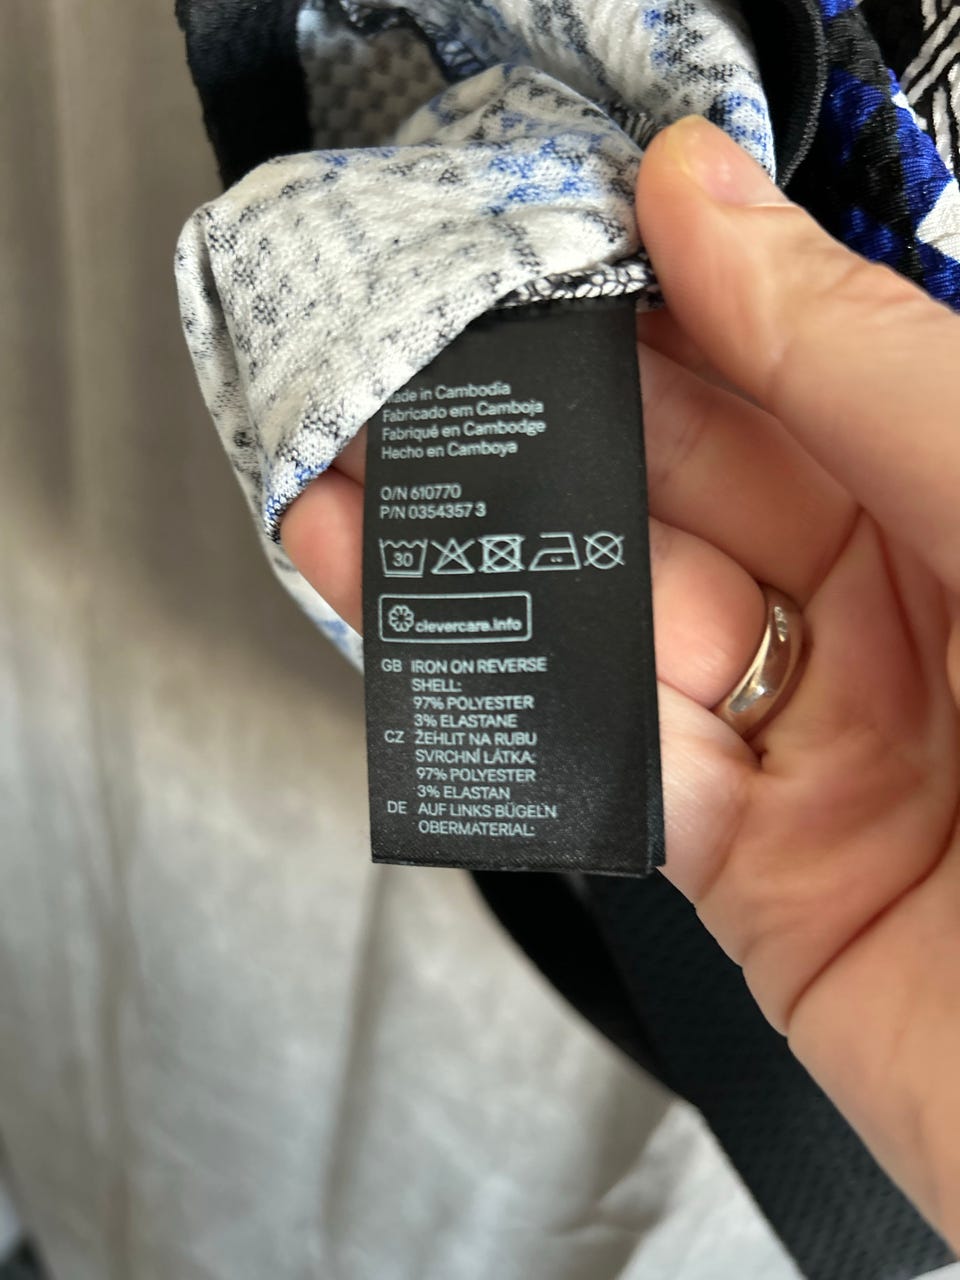 Made in Cambodia
Fabricado em Camboja
Fabriqué en Cambodge
Hecho en Camboya
O/N 610770
P/N 0354357 3
30
clevercare.info
GB IRON ON REVERSE
SHELL:
97% POLYESTER
3% ELASTANE
CZ ŽEHLIT NA RUBU
SVRCHNÍ LÁTKA:
97% POLYESTER
3% ELASTAN
DE AUF LINKS BÜGELN
OBERMATERIAL: